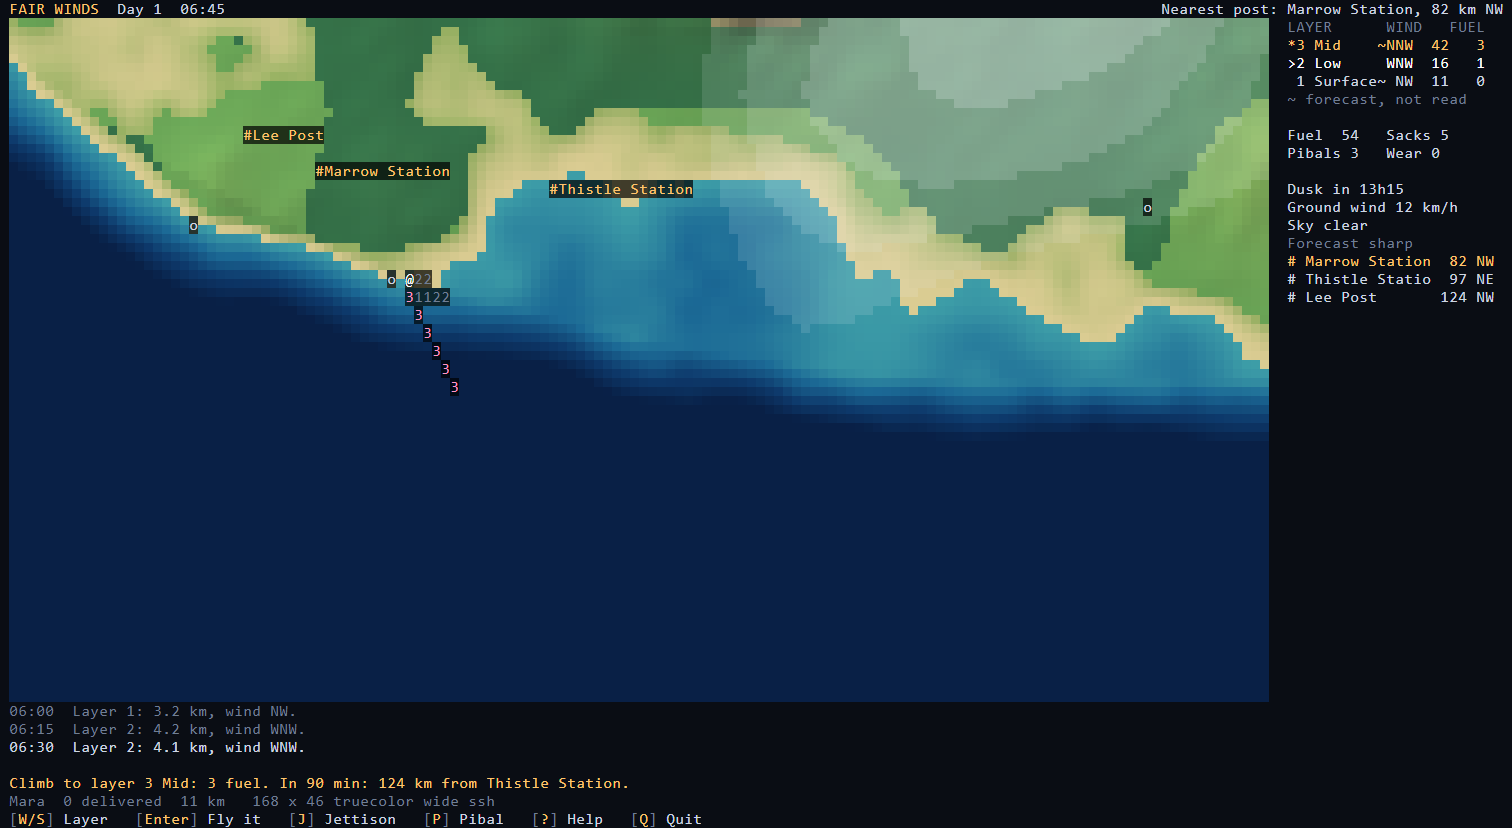 FAIR WINDS  Day 1  06:45
Nearest post: Marrow Station, 82 km NW
LAYER      WIND   FUEL
*3 Mid    ~NNW  42   3
>2 Low     WNW  16   1
1 Surface~ NW  11   0
~ forecast, not read
Fuel  54   Sacks 5
Pibals 3   Wear 0
Dusk in 13h15
Ground wind 12 km/h
Sky clear
Forecast sharp
# Marrow Station  82 NW
# Thistle Statio  97 NE
# Lee Post       124 NW
#Lee Post
#Marrow Station
#Thistle Station
o
o
o @22
31122
3
3
3
3
3
06:00  Layer 1: 3.2 km, wind NW.
06:15  Layer 2: 4.2 km, wind WNW.
06:30  Layer 2: 4.1 km, wind WNW.
Climb to layer 3 Mid: 3 fuel. In 90 min: 124 km from Thistle Station.
Mara  0 delivered  11 km   168 x 46 truecolor wide ssh
[W/S] Layer   [Enter] Fly it   [J] Jettison   [P] Pibal   [?] Help   [Q] Quit